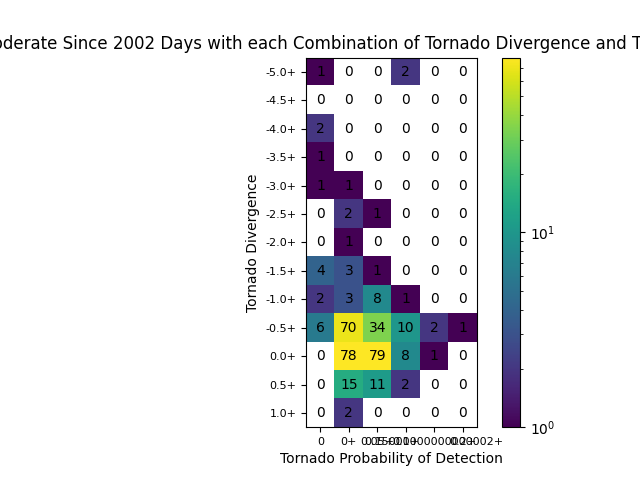 oderate Since 2002 Days with each Combination of Tornado Divergence and T
-5.0+ 1 0 0 2 0 0
-4.5+ 0 0 0 0 0 0
-4.0+ 2 0 0 0 0 0
-3.5+ 1 0 0 0 0 0
-3.0+ 1 1 0 0 0 0
-2.5+ 0 2 1 0 0 0
-2.0+ 0 1 0 0 0 0
-1.5+ 4 3 1 0 0 0
-1.0+ 2 3 8 1 0 0
-0.5+ 6 70 34 10 2 1
0.0+ 0 78 79 8 1 0
0.5+ 0 15 11 2 0 0
1.0+ 0 2 0 0 0 0
0 0+
Tornado Probability of Detection
Tornado Divergence
10¹
10⁰